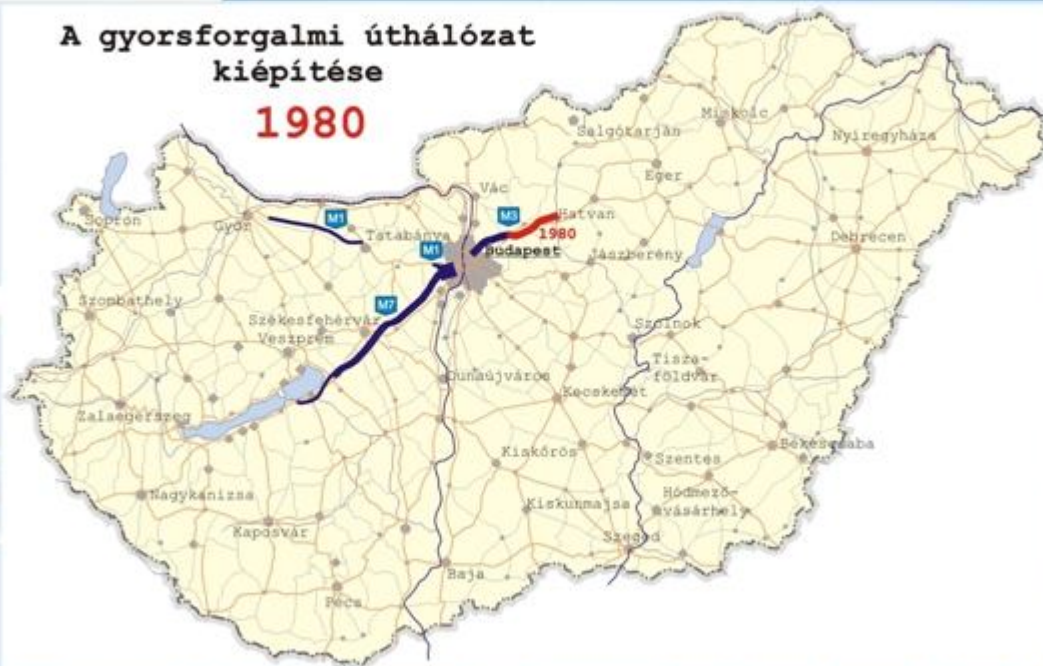 A gyorsforgalmi úthálózat
kiépítése
1980
Salgótarján
Miskolc
Nyíregyháza
Eger
Vác
Sopron
Győr
M1
Tatabánya
M3
Hatvan
1980
Debrecen
M1
Budapest
Jászberény
Szombathely
M7
Székesfehérvár
Veszprém
Szolnok
Tisza-
földvár
Dunaújváros
Kecskemét
Zalaegerszeg
Békéscsaba
Kiskőrös
Szentes
Nagykanizsa
Kiskunmajsa
Hódmező-
vásárhely
Kaposvár
Szeged
Baja
Pécs